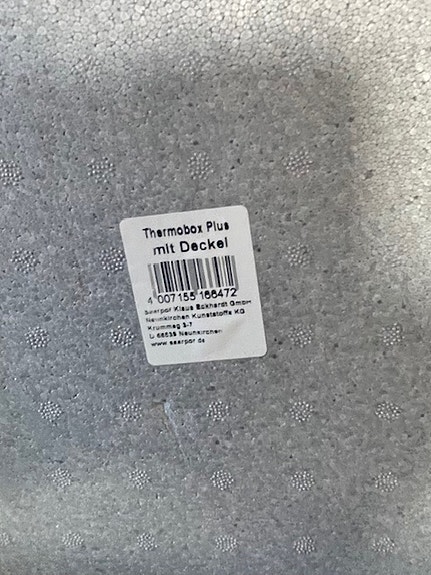 Thermobox Plus
mit Deckel
4 007155 166472
Saarpor Klaus Eckhardt GmbH
Neunkirchen Kunststoffe KG
Krummeg 3-7
D 66539 Neunkirchen
www.saarpor.de